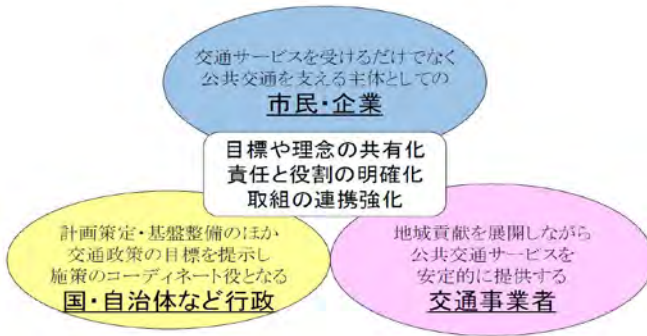 交通サービスを受けるだけでなく
公共交通を支える主体としての
市民・企業
目標や理念の共有化
責任と役割の明確化
取組の連携強化
計画策定・基盤整備のほか
交通政策の目標を提示し
施策のコーディネート役となる
国・自治体など行政
地域貢献を展開しながら
公共交通サービスを
安定的に提供する
交通事業者